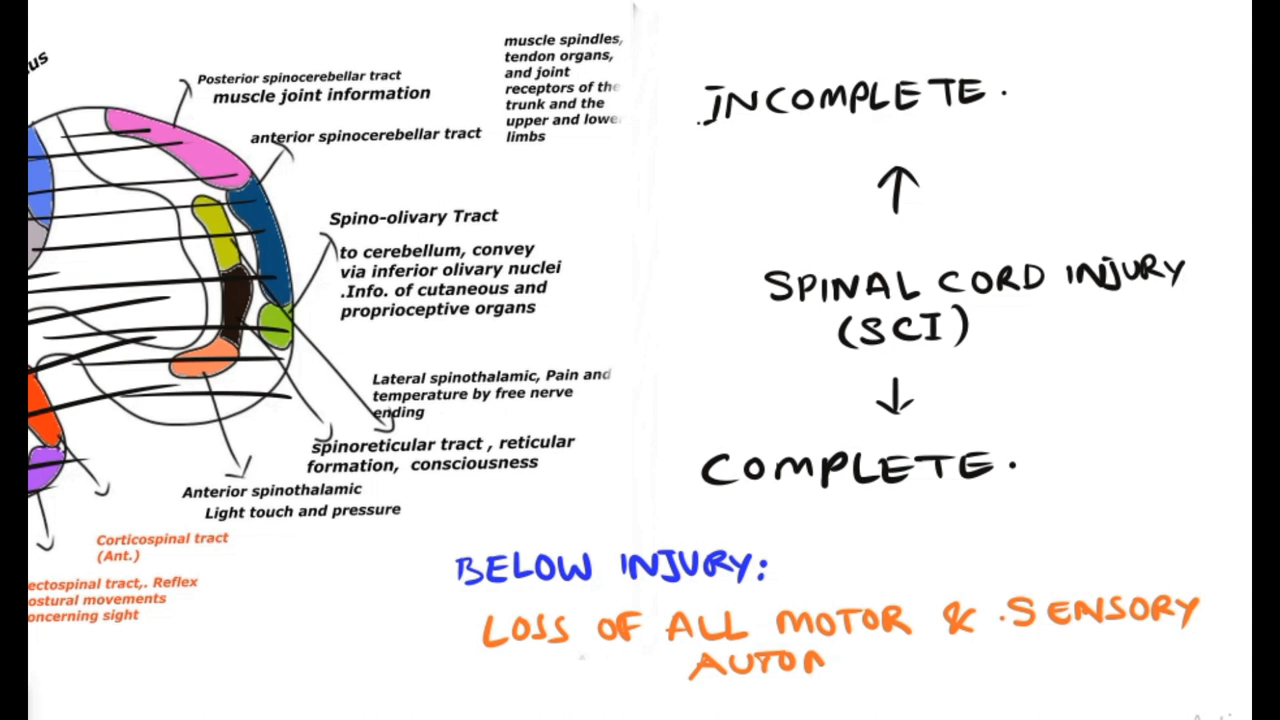 us
Posterior spinocerebellar tract
muscle joint information
anterior spinocerebellar tract
muscle spindles,
tendon organs,
and joint
receptors of the
trunk and the
upper and lowe
limbs
Spino-olivary Tract
to cerebellum, convey
via inferior olivary nuclei
.Info. of cutaneous and
proprioceptive organs
Lateral spinothalamic, Pain and
temperature by free nerve
ending
spinoreticular tract , reticular
formation, consciousness
Anterior spinothalamic
Light touch and pressure
Corticospinal tract
(Ant.)
ectospinal tract,. Reflex
ostural movements
oncerning sight
INCOMPLETE.
SPINAL CORD INJURY
(SCI)
COMPLETE.
BELOW INJURY:
LOSS OF ALL MOTOR & SENSORY
AUTON